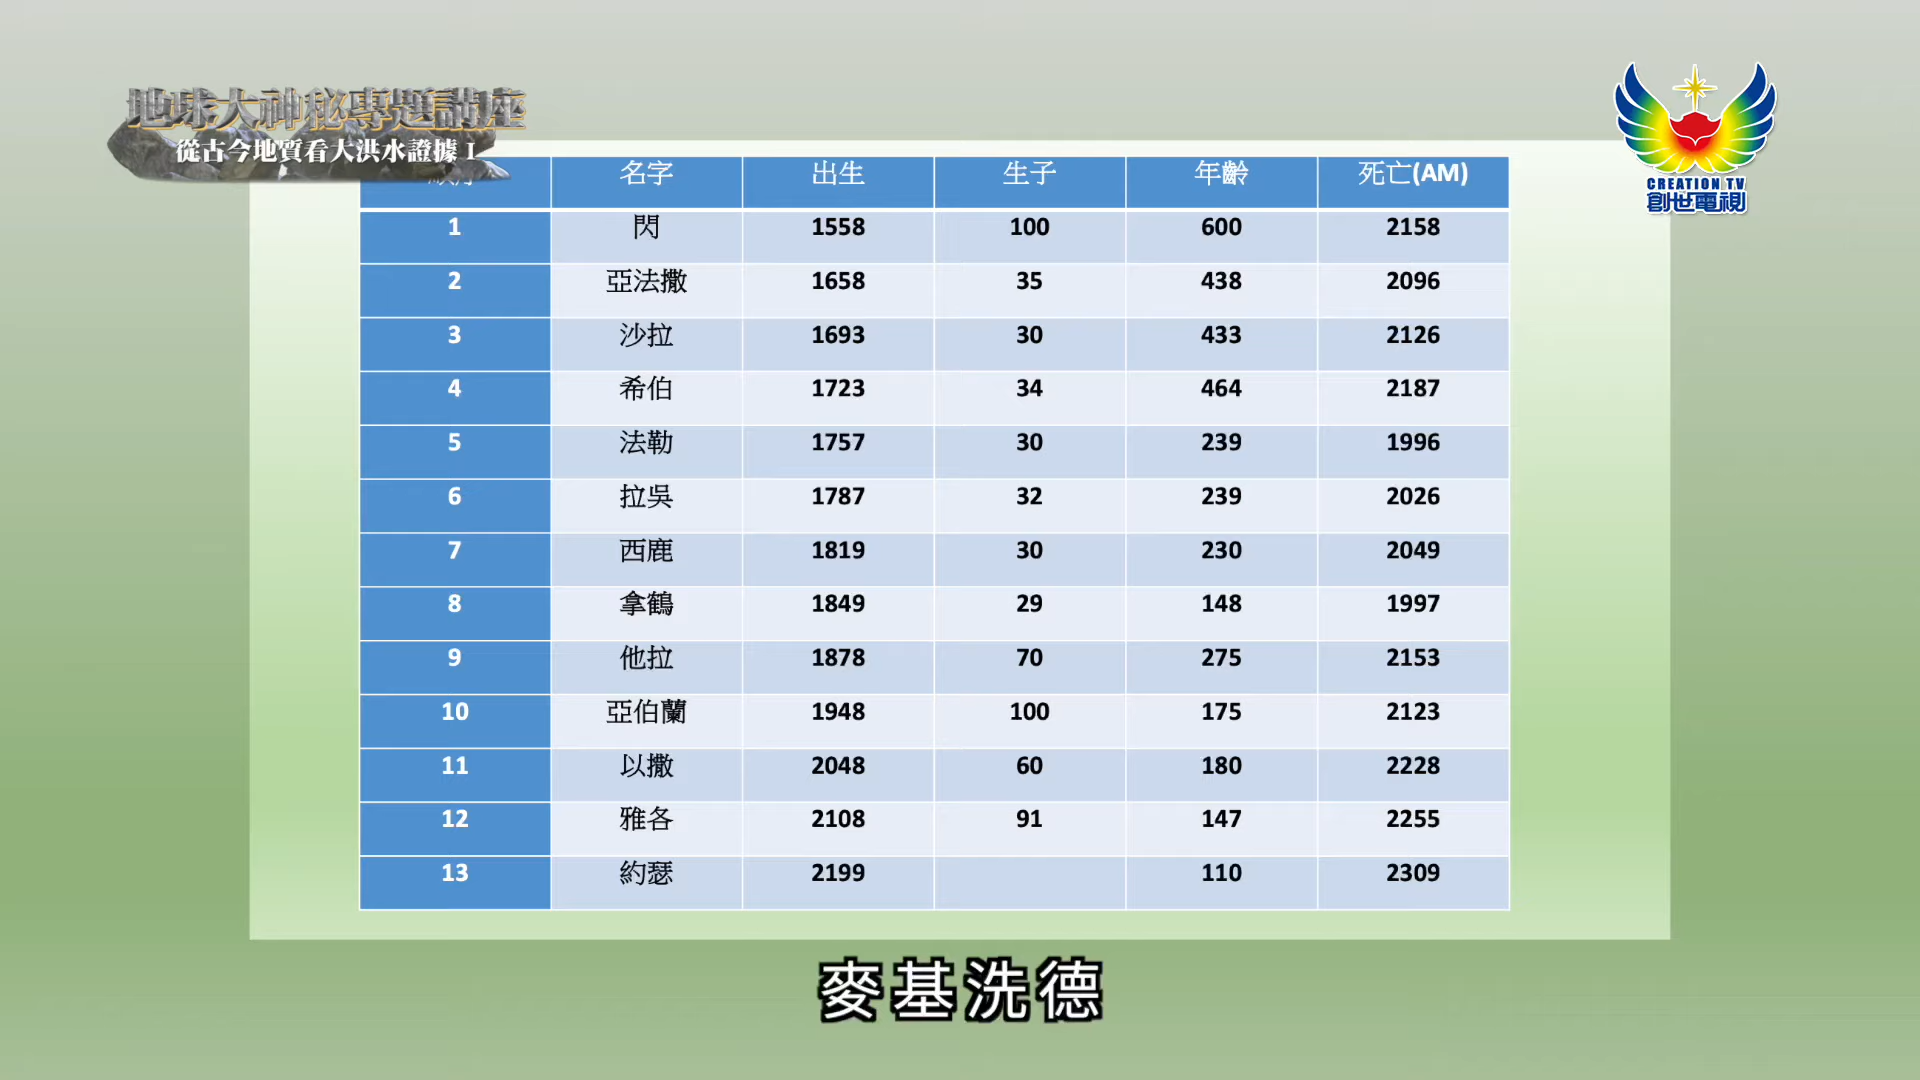 地球大神秘專題講座
從古今地質看大洪水證據 I
CREATION TV
創世電視
名字 出生 生子 年齡 死亡(AM)
1 閃 1558 100 600 2158
2 亞法撒 1658 35 438 2096
3 沙拉 1693 30 433 2126
4 希伯 1723 34 464 2187
5 法勒 1757 30 239 1996
6 拉吳 1787 32 239 2026
7 西鹿 1819 30 230 2049
8 拿鶴 1849 29 148 1997
9 他拉 1878 70 275 2153
10 亞伯蘭 1948 100 175 2123
11 以撒 2048 60 180 2228
12 雅各 2108 91 147 2255
13 約瑟 2199 110 2309
麥基洗德